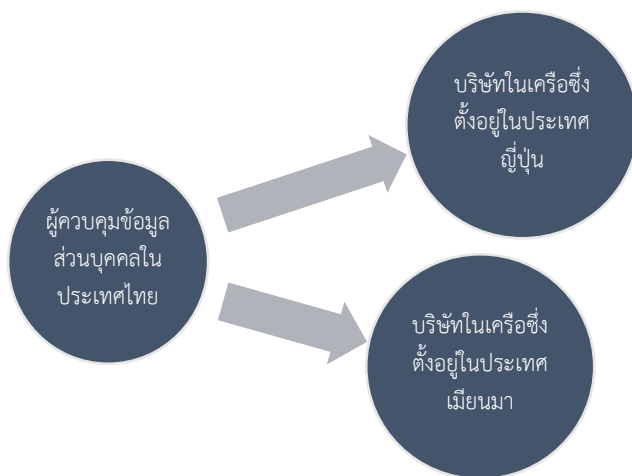 บริษัทในเครือซึ่ง
ตั้งอยู่ในประเทศ
ญี่ปุ่น
ผู้ควบคุมข้อมูล
ส่วนบุคคลใน
ประเทศไทย
บริษัทในเครือซึ่ง
ตั้งอยู่ในประเทศ
เมียนมา